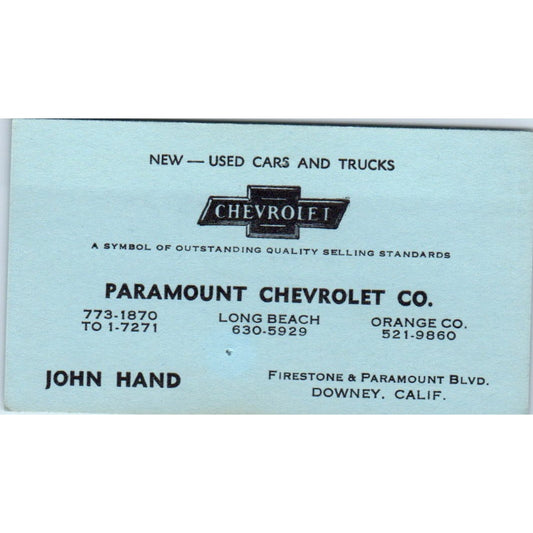 NEW — USED CARS AND TRUCKS
CHEVROLET
A SYMBOL OF OUTSTANDING QUALITY SELLING STANDARDS
PARAMOUNT CHEVROLET CO.
773-1870 LONG BEACH ORANGE CO.
TO 1-7271 630-5929 521-9860
JOHN HAND FIRESTONE & PARAMOUNT BLVD.
DOWNEY, CALIF.